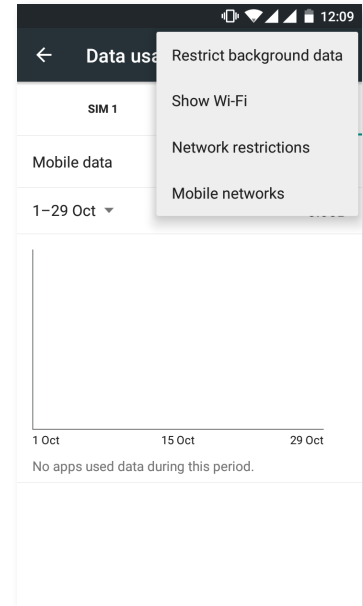 12:09
Data usa
Restrict background data
SIM 1
Show Wi-Fi
Mobile data
Network restrictions
Mobile networks
1–29 Oct
1 Oct 15 Oct 29 Oct
No apps used data during this period.